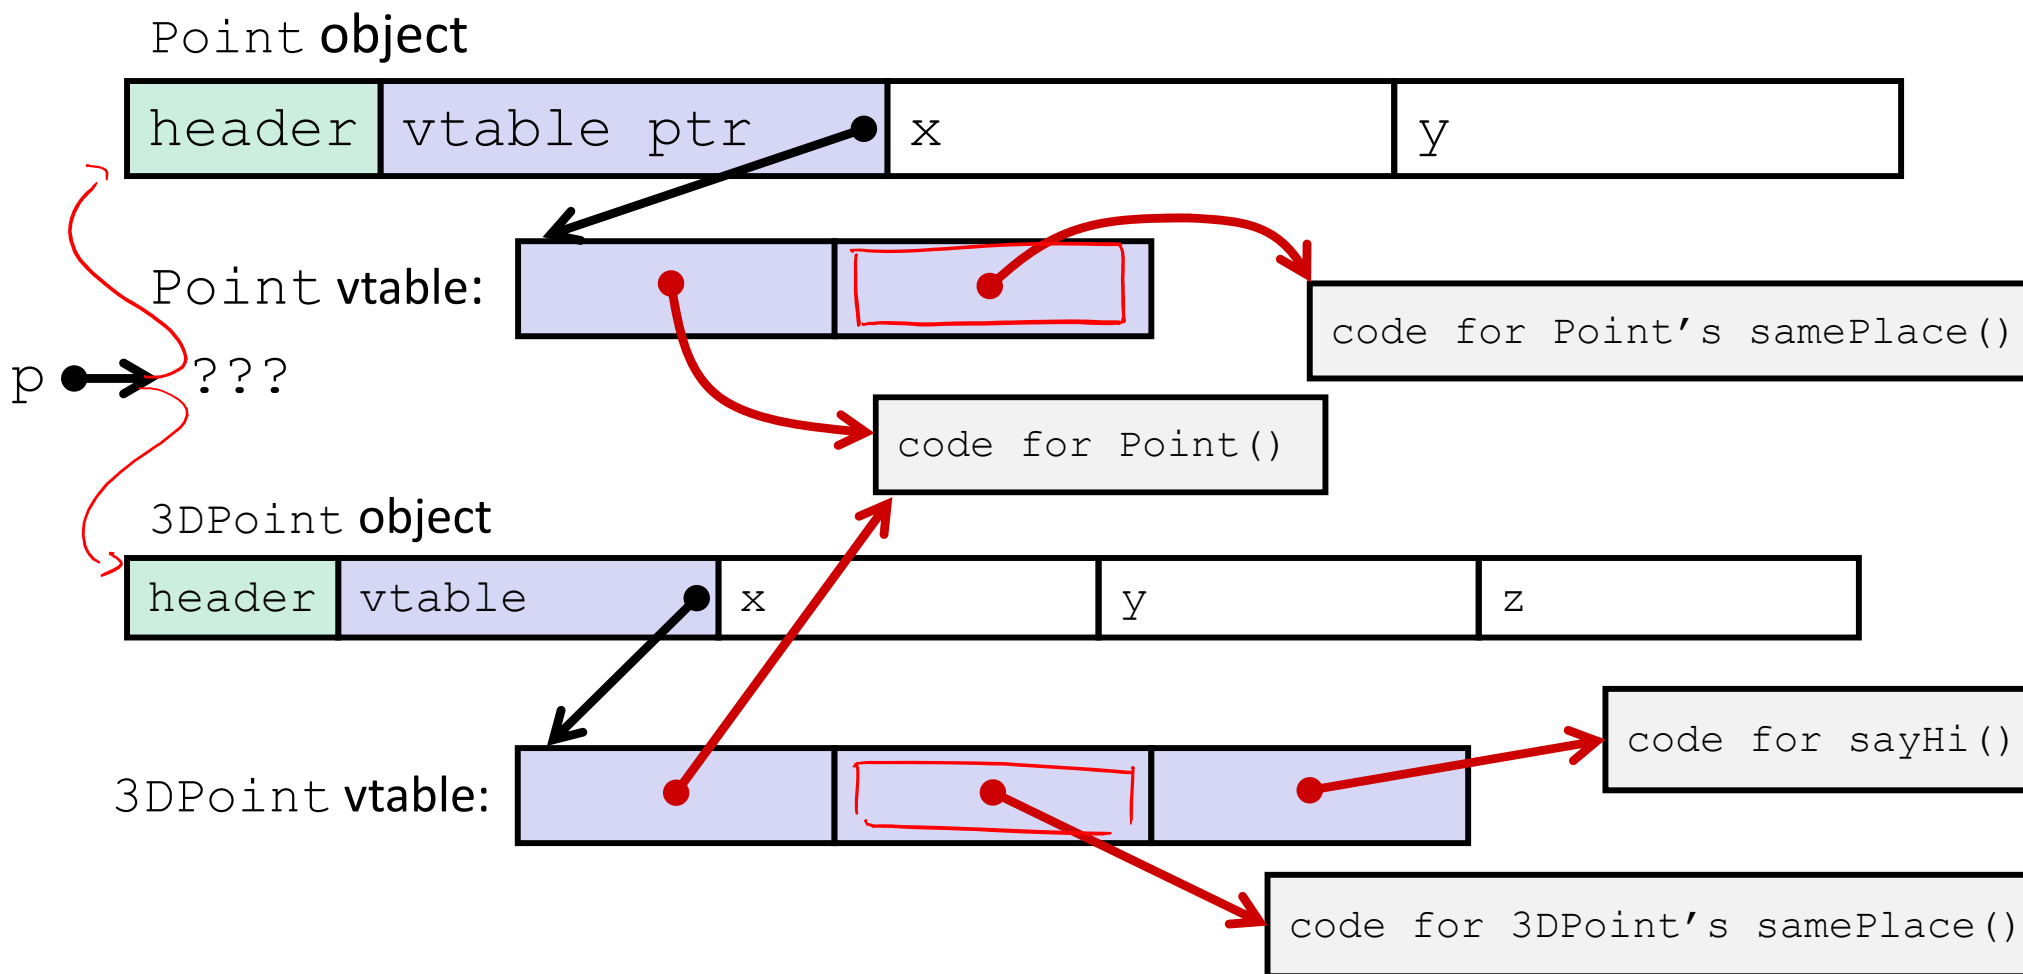 Point object
header vtable ptr x y
Point vtable:
code for Point’s samePlace()
p ???
code for Point()
3DPoint object
header vtable x y z
code for sayHi()
3DPoint vtable:
code for 3DPoint’s samePlace()